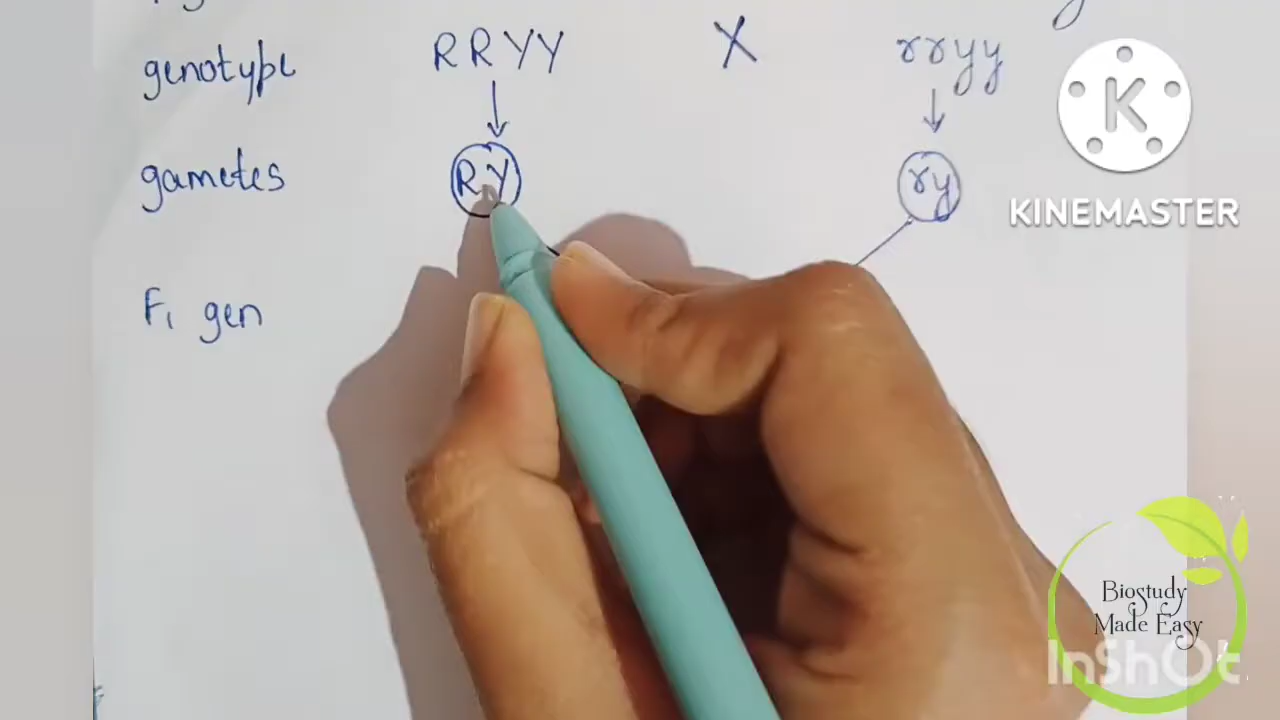 genotype RRYY X rryy
gametes RY ry
F1 gen
KINEMASTER
Biostudy
Made Easy
InShOt